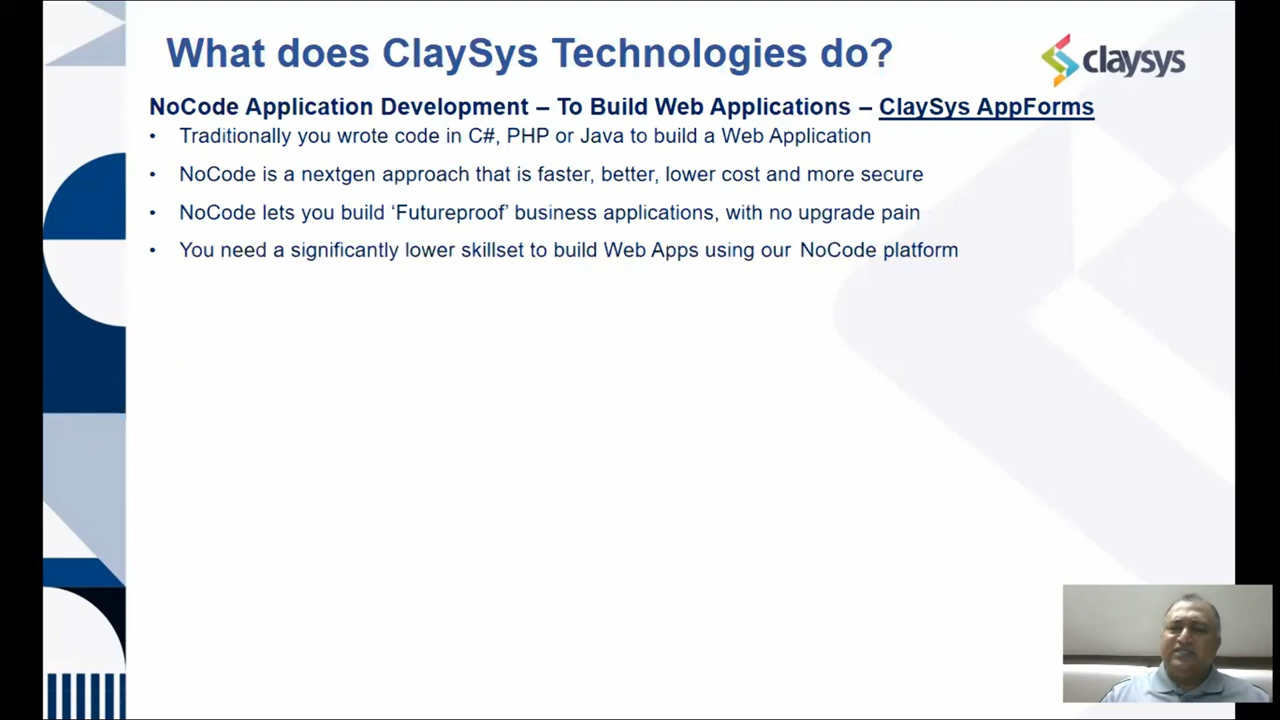 What does ClaySys Technologies do?
claysys
NoCode Application Development – To Build Web Applications – ClaySys AppForms
• Traditionally you wrote code in C#, PHP or Java to build a Web Application
• NoCode is a nextgen approach that is faster, better, lower cost and more secure
• NoCode lets you build ‘Futureproof’ business applications, with no upgrade pain
• You need a significantly lower skillset to build Web Apps using our NoCode platform